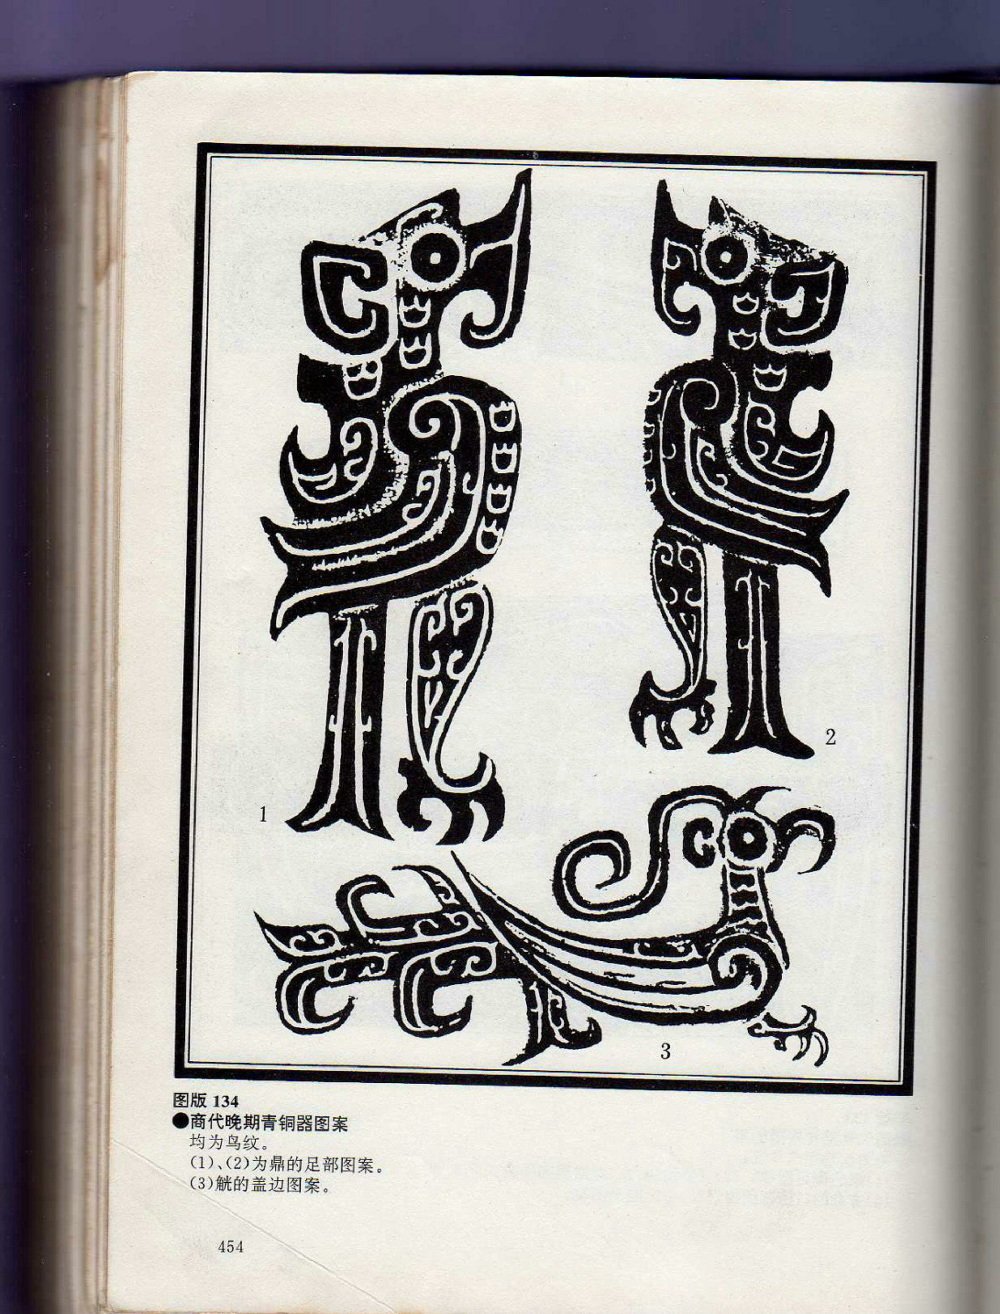 1
2
3
图版 134
●商代晚期青铜器图案
均为鸟纹。
(1)、(2)为鼎的足部图案。
(3)觥的盖边图案。
454